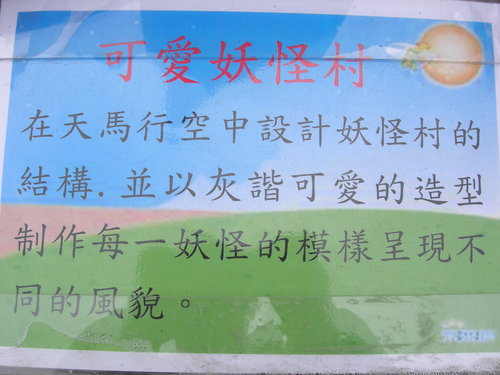 可愛妖怪村
在天馬行空中設計妖怪村的
結構.並以灰諧可愛的造型
制作每一妖怪的模樣呈現不
同的風貌。